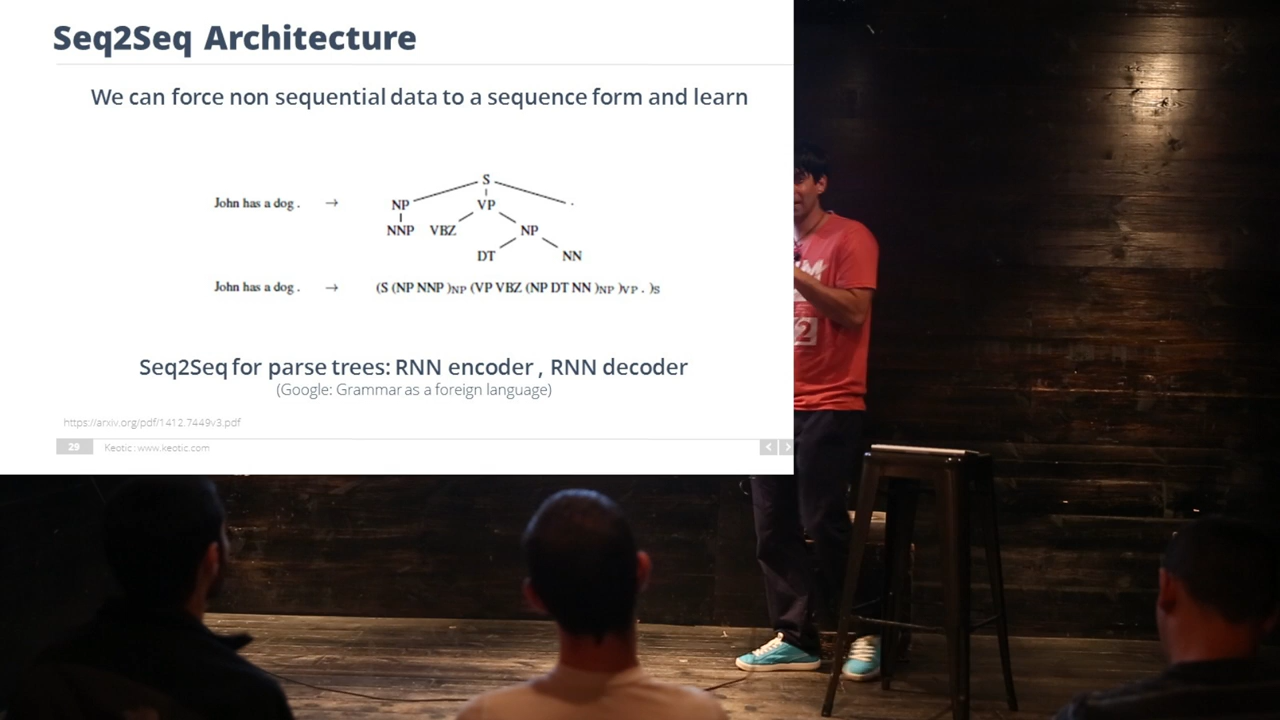 Seq2Seq Architecture
We can force non sequential data to a sequence form and learn
S
John has a dog . → NP VP .
NNP VBZ NP
DT NN
John has a dog . → (S (NP NNP )NP (VP VBZ (NP DT NN )NP )VP . )S
Seq2Seq for parse trees: RNN encoder , RNN decoder
(Google: Grammar as a foreign language)
https://arxiv.org/pdf/1412.7449v3.pdf
29 Keotic : www.keotic.com